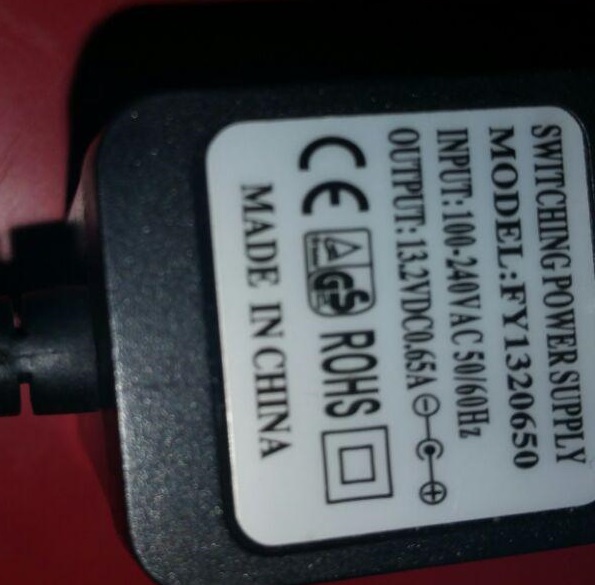 SWITCHING POWER SUPPLY
MODEL:FY1320650
INPUT:100-240VAC 50/60Hz
OUTPUT:13.2VDC0.65A
CE GS ROHS
MADE IN CHINA